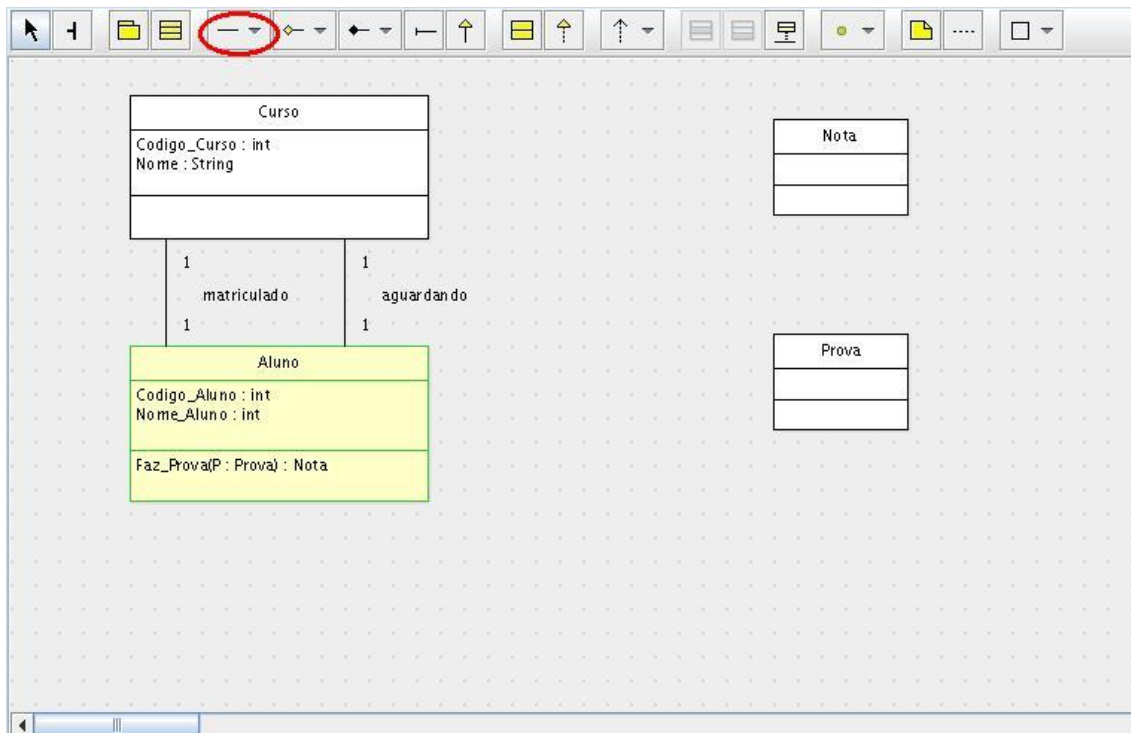 Curso
Codigo_Curso : int
Nome : String
1
1
matriculado
aguardando
1
1
Aluno
Codigo_Aluno : int
Nome_Aluno : int
Faz_Prova(P : Prova) : Nota
Nota
Prova